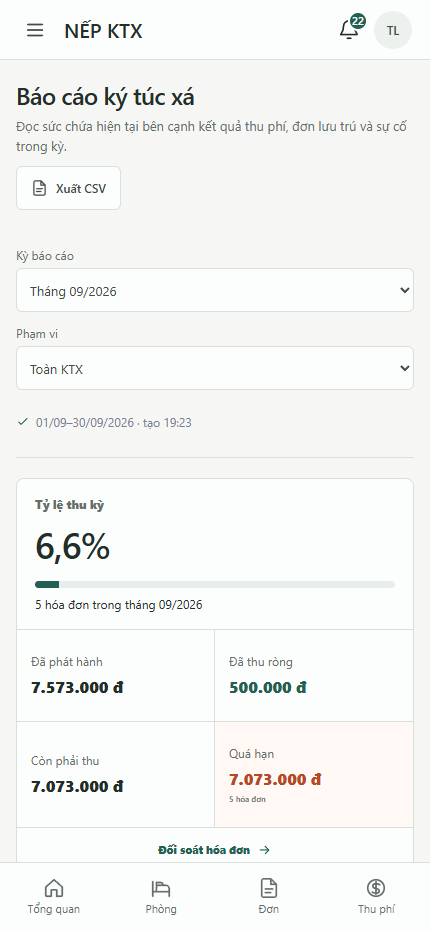 NẾP KTX
22
TL
Báo cáo ký túc xá
Đọc sức chứa hiện tại bên cạnh kết quả thu phí, đơn lưu trú và sự cố
trong kỳ.
Xuất CSV
Kỳ báo cáo
Tháng 09/2026
Phạm vi
Toàn KTX
01/09–30/09/2026 · tạo 19:23
Tỷ lệ thu kỳ
6,6%
5 hóa đơn trong tháng 09/2026
Đã phát hành
7.573.000 đ
Đã thu ròng
500.000 đ
Còn phải thu
7.073.000 đ
Quá hạn
7.073.000 đ
5 hóa đơn
Đối soát hóa đơn
Tổng quan
Phòng
Đơn
Thu phí